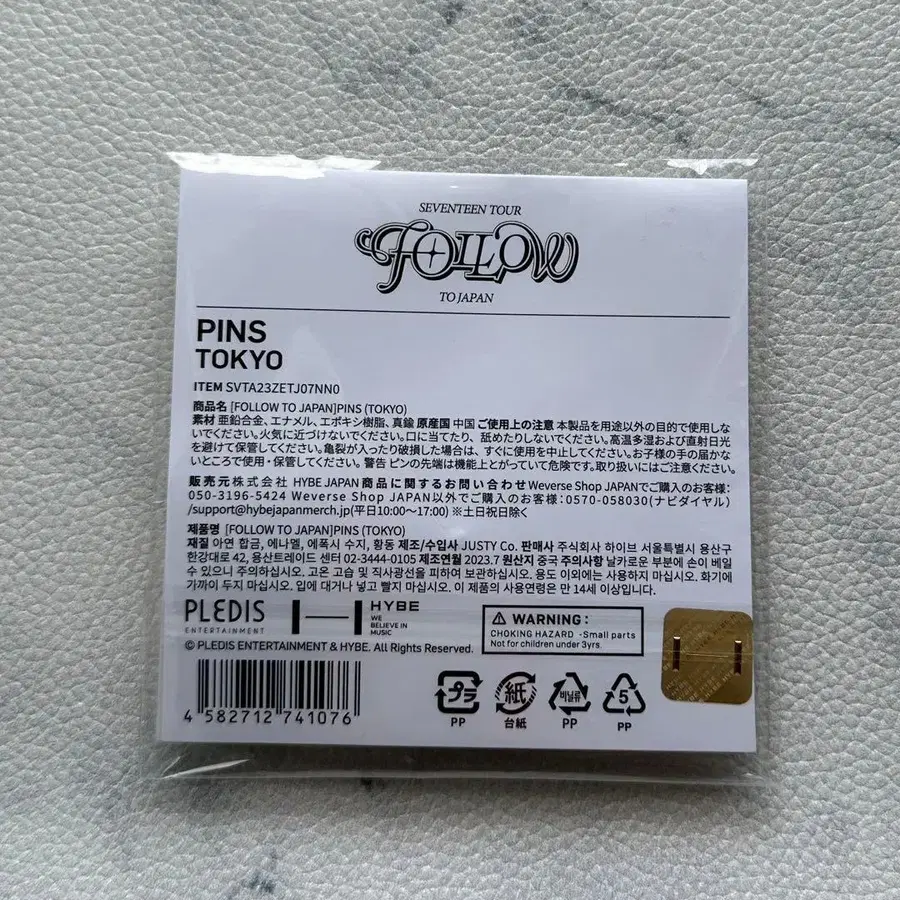 SEVENTEEN TOUR
FOLLOW
TO JAPAN
PINS
TOKYO
ITEM SVTA23ZETJ07NN0
商品名 [FOLLOW TO JAPAN]PINS (TOKYO)
素材 亜鉛合金、エナメル、エポキシ樹脂、真鍮 原産国 中国 ご使用上の注意 本製品を用途以外の目的で使用し
ないでください。火気に近づけないでください。口に当てたり、舐めたりしないでください。高温多湿および直射日光
を避けて保管してください。亀裂が入ったり破損した場合は、すぐに使用を中止してください。お子様の手の届かな
いところで使用・保管してください。警告 ピンの先端は機能上とがっていて危険です。取り扱いにはご注意ください。
販売元 株式会社 HYBE JAPAN 商品に関するお問い合わせ Weverse Shop JAPANでご購入のお客様：
050-3196-5424 Weverse Shop JAPAN以外でご購入のお客様：0570-058030(ナビダイヤル)
/support@hybejapanmerch.jp(平日10:00〜17:00) ※土日祝日除く
제품명 [FOLLOW TO JAPAN]PINS (TOKYO)
재질 아연 합금, 에나멜, 에폭시 수지, 황동 제조/수입사 JUSTY Co. 판매사 주식회사 하이브 서울특별시 용산구
한강대로 42, 용산트레이드 센터 02-3444-0105 제조연월 2023.7 원산지 중국 주의사항 날카로운 부분에 손이 베일
수 있으니 주의하십시오. 고온 고습 및 직사광선을 피하여 보관하십시오. 용도 이외에는 사용하지 마십시오. 화기에
가까이 두지 마십시오. 입에 대거나 넣고 빨지 마십시오. 이 제품의 사용연령은 만 14세 이상입니다.
PLEDIS
ENTERTAINMENT
HYBE
WE
BELIEVE IN
MUSIC
WARNING :
CHOKING HAZARD -Small parts
Not for children under 3yrs.
© PLEDIS ENTERTAINMENT & HYBE. All Rights Reserved.
4 582712 741076
プラ
PP
紙
台紙
비닐류
PP
5
PP
HYBE